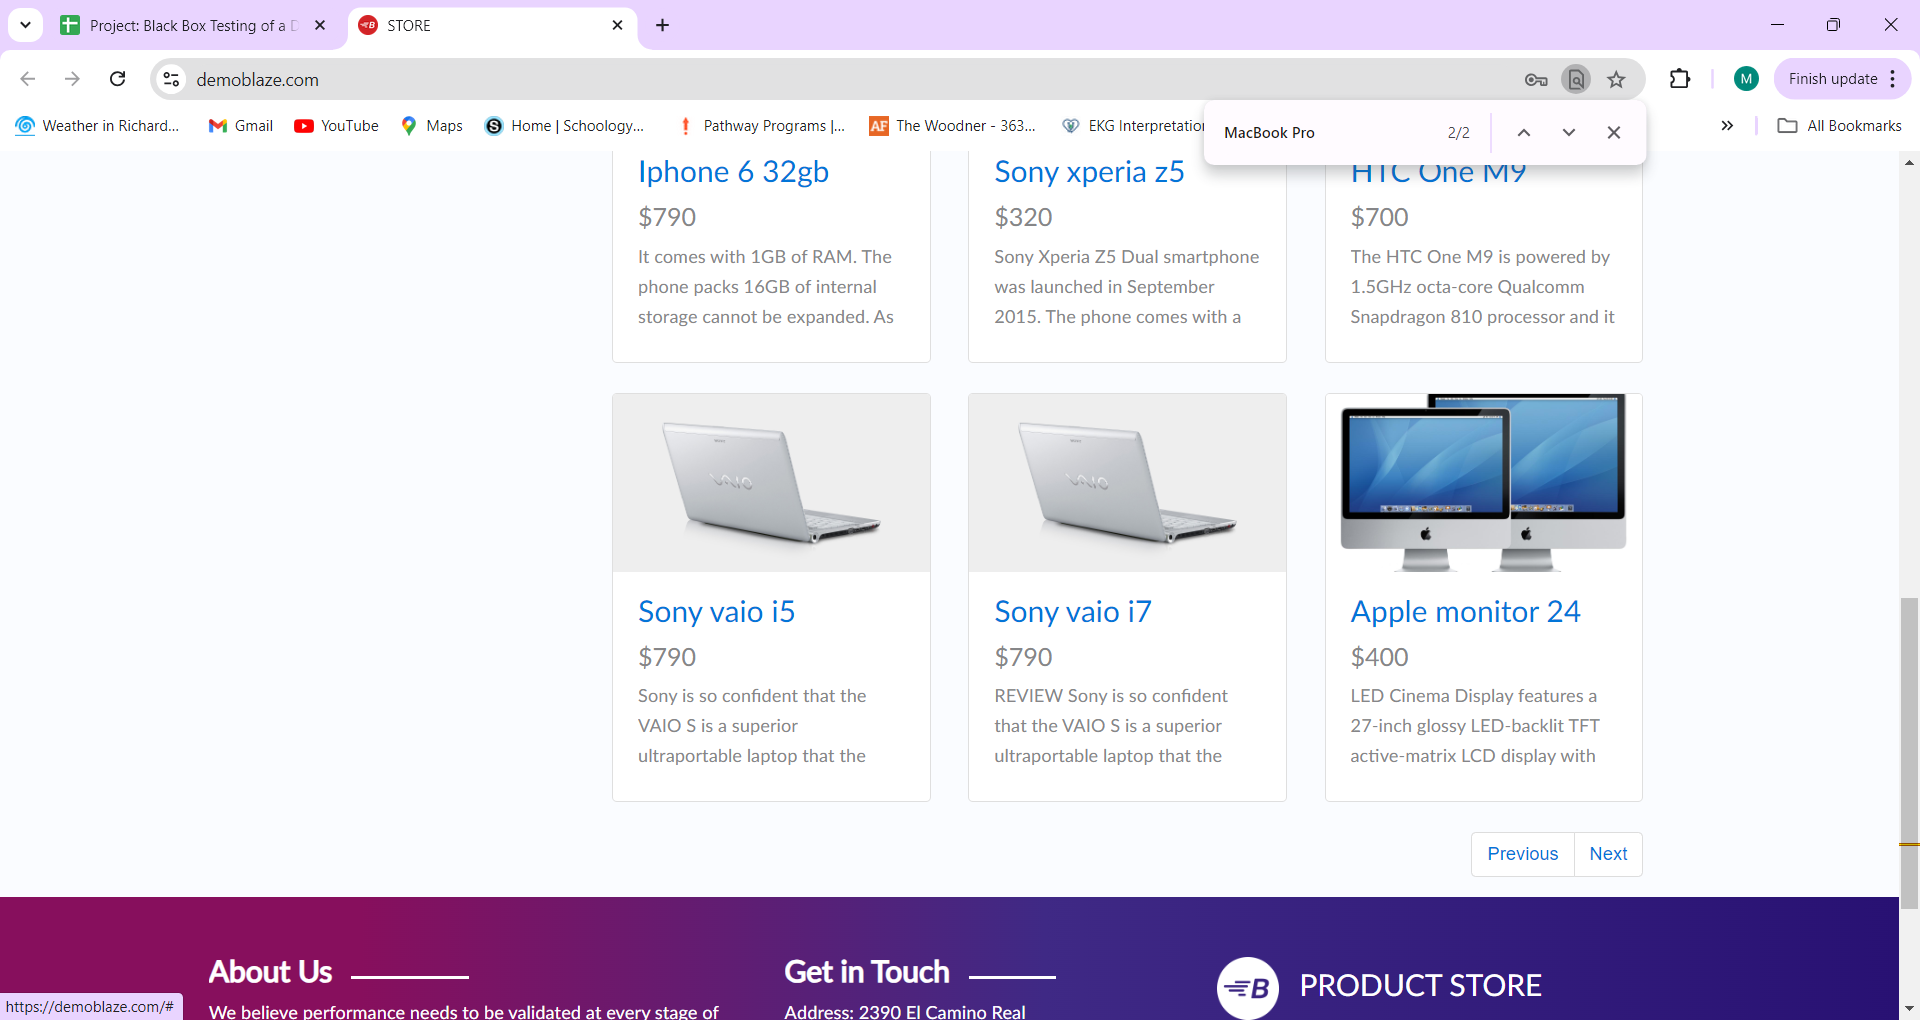 Project: Black Box Testing of a D
STORE
demoblaze.com
M
Finish update
Weather in Richard...
Gmail
YouTube
Maps
S
Home | Schoology...
Pathway Programs |...
AF
The Woodner - 363...
EKG Interpretation
All Bookmarks
MacBook Pro
2/2
Iphone 6 32gb
$790
It comes with 1GB of RAM. The
phone packs 16GB of internal
storage cannot be expanded. As
Sony xperia z5
$320
Sony Xperia Z5 Dual smartphone
was launched in September
2015. The phone comes with a
HTC One M9
$700
The HTC One M9 is powered by
1.5GHz octa-core Qualcomm
Snapdragon 810 processor and it
VAIO
Sony vaio i5
$790
Sony is so confident that the
VAIO S is a superior
ultraportable laptop that the
VAIO
Sony vaio i7
$790
REVIEW Sony is so confident
that the VAIO S is a superior
ultraportable laptop that the
Apple monitor 24
$400
LED Cinema Display features a
27-inch glossy LED-backlit TFT
active-matrix LCD display with
Previous
Next
About Us
We believe performance needs to be validated at every stage of
Get in Touch
Address: 2390 El Camino Real
B
PRODUCT STORE
https://demoblaze.com/#